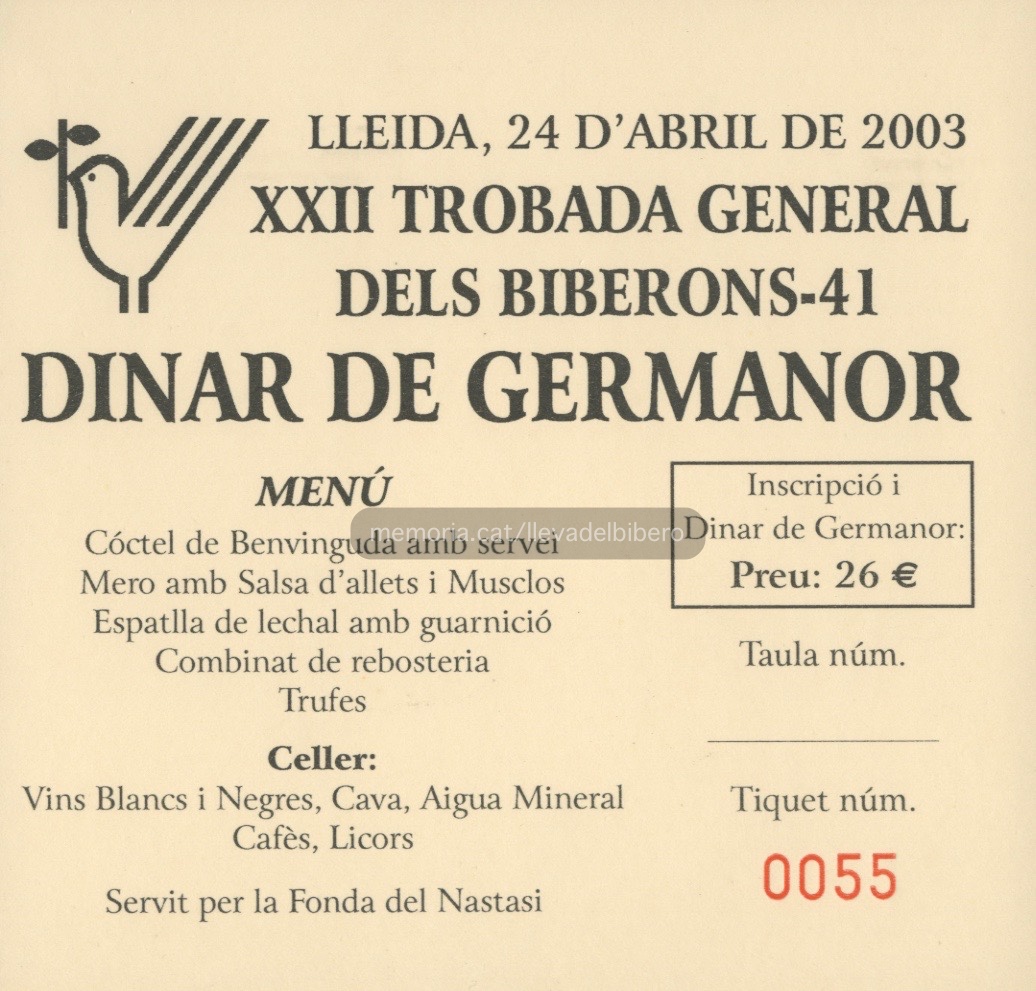 LLEIDA, 24 D'ABRIL DE 2003
XXII TROBADA GENERAL
DELS BIBERONS-41
DINAR DE GERMANOR
MENÚ
Cóctel de Benvinguda amb servei
Mero amb Salsa d'allets i Musclos
Espatlla de lechal amb guarnició
Combinat de rebosteria
Trufes
Celler:
Vins Blancs i Negres, Cava, Aigua Mineral
Cafès, Licors
Servit per la Fonda del Nastasi
Inscripció i
Dinar de Germanor:
Preu: 26 €
Taula núm.
Tiquet núm.
0055
memoria.cat/llevadelbibero